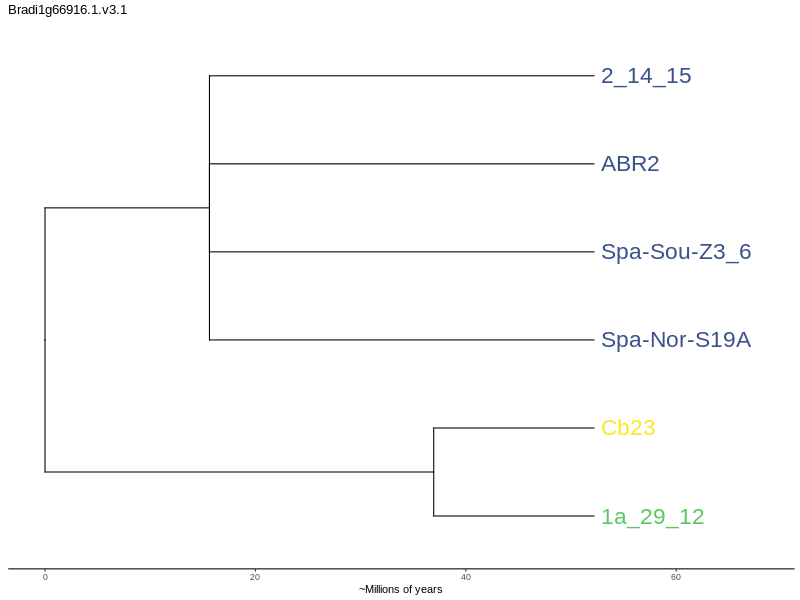 Bradi1g66916.1.v3.1
2_14_15
ABR2
Spa-Sou-Z3_6
Spa-Nor-S19A
Cb23
1a_29_12
0 20 40 60
~Millions of years